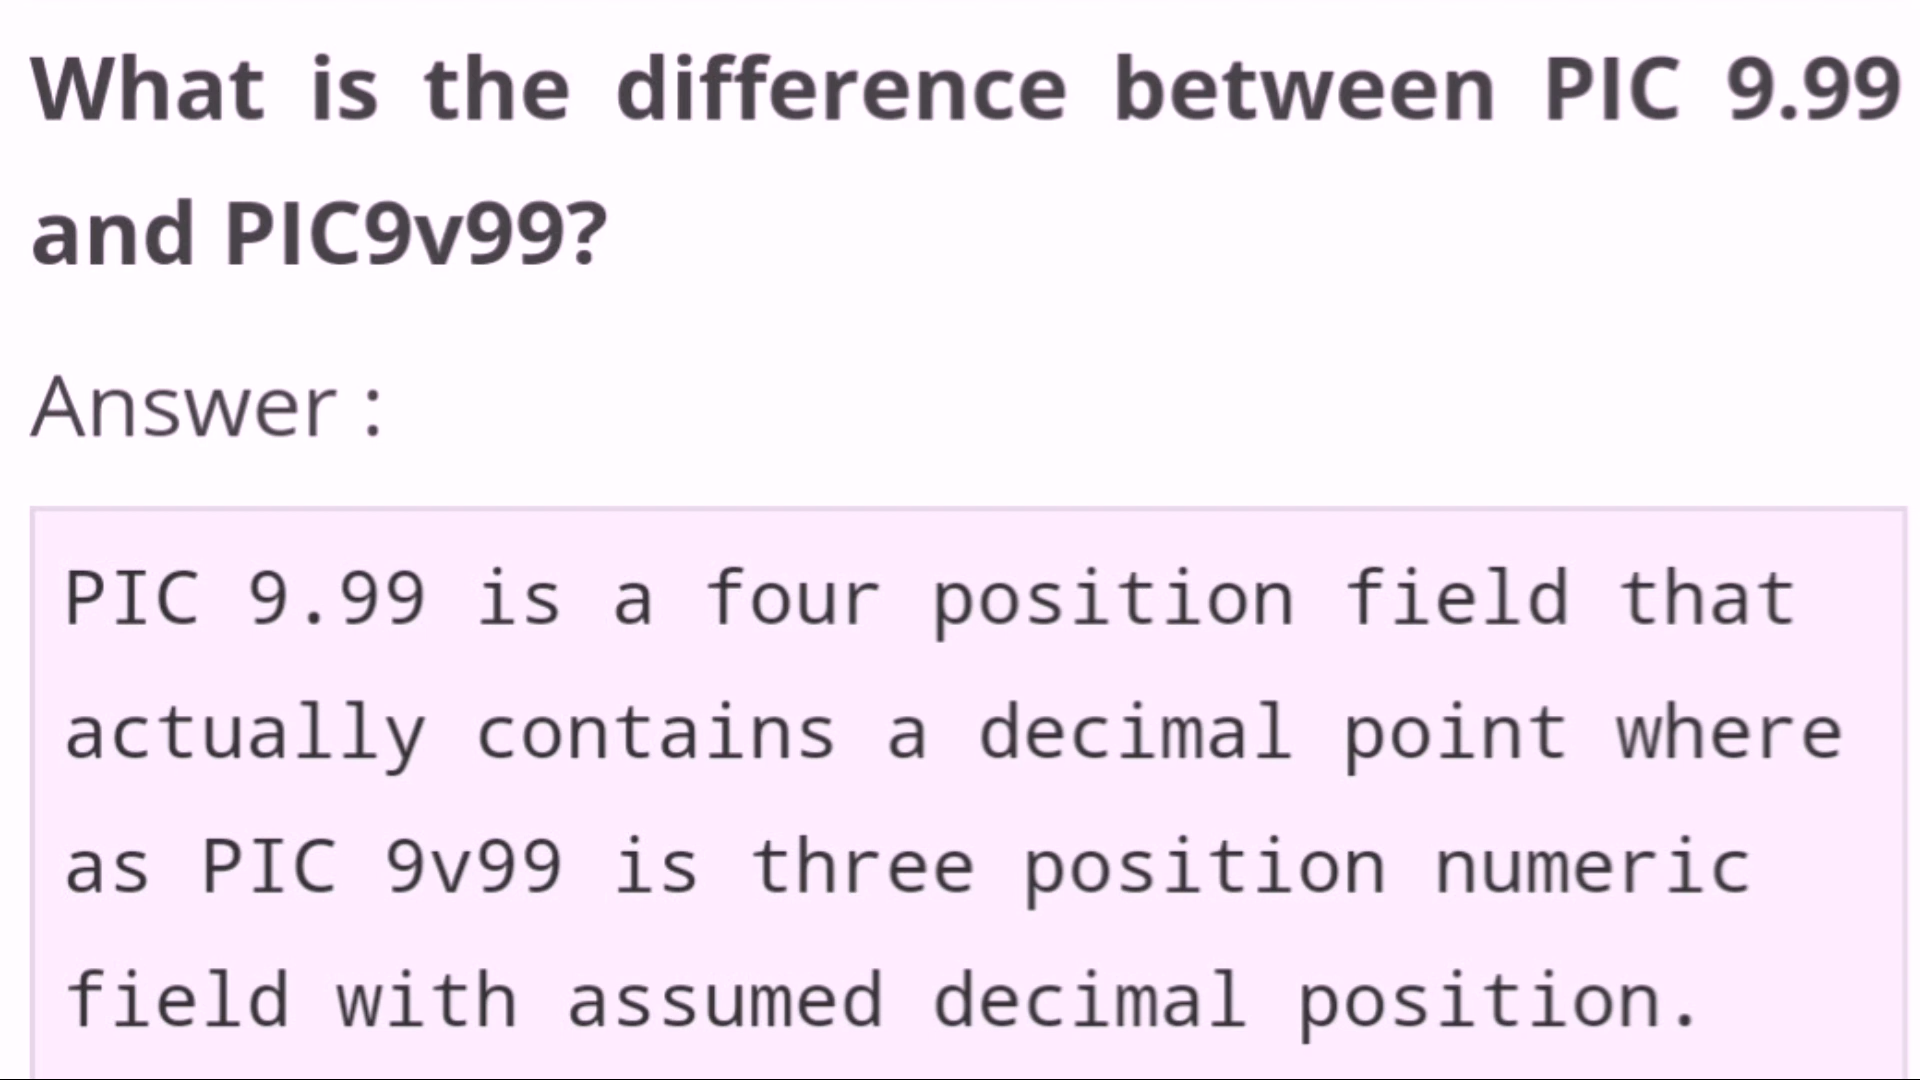 What is the difference between PIC 9.99
and PIC9v99?
Answer :
PIC 9.99 is a four position field that
actually contains a decimal point where
as PIC 9v99 is three position numeric
field with assumed decimal position.